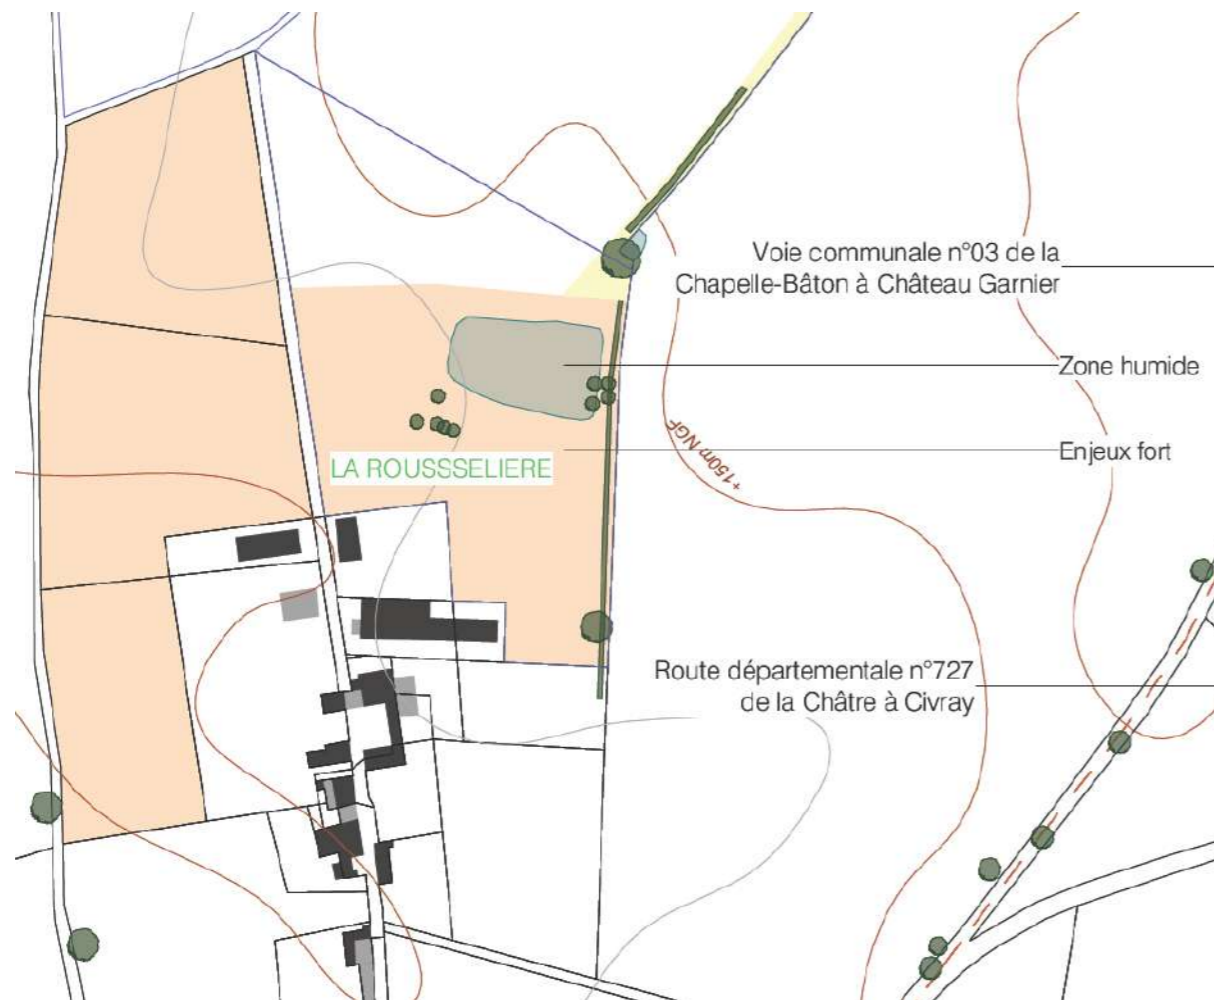 Voie communale n°03 de la
Chapelle-Bâton à Château Garnier
Zone humide
Enjeux fort
+150m NGF
LA ROUSSSELIERE
Route départementale n°727
de la Châtre à Civray